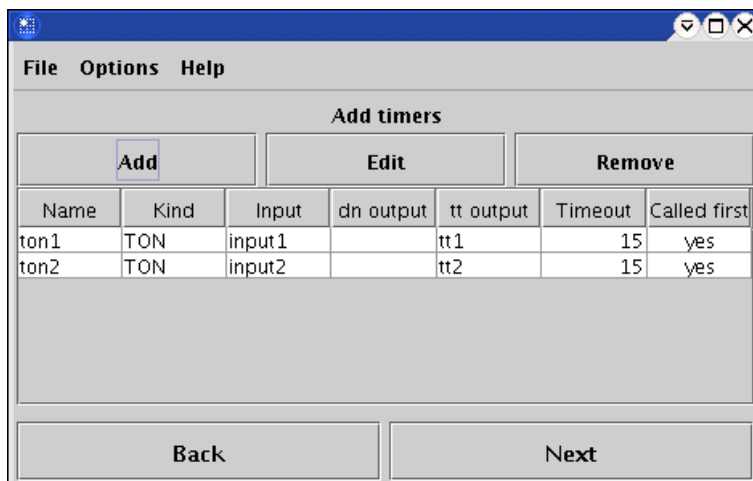 File Options Help
Add timers
Add Edit Remove
Name Kind Input dn output tt output Timeout Called first
ton1 TON input1 tt1 15 yes
ton2 TON input2 tt2 15 yes
Back Next